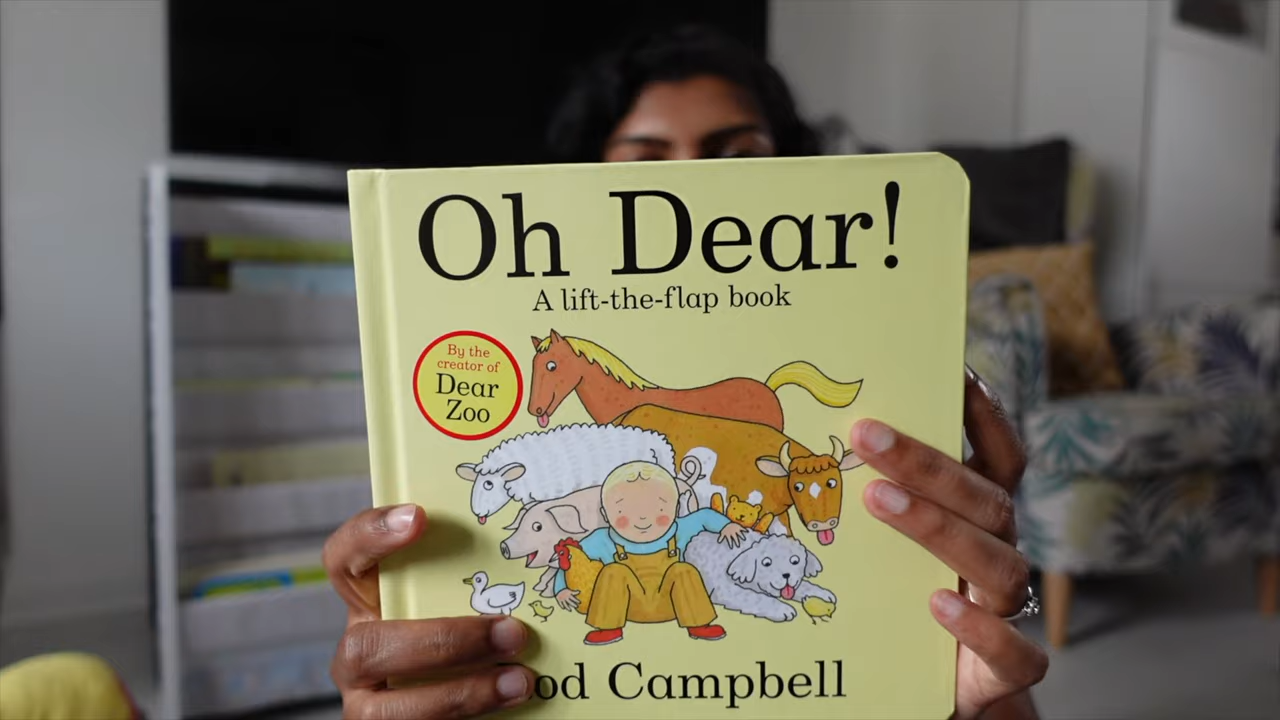 Oh Dear!
A lift-the-flap book
By the
creator of
Dear
Zoo
od Campbell